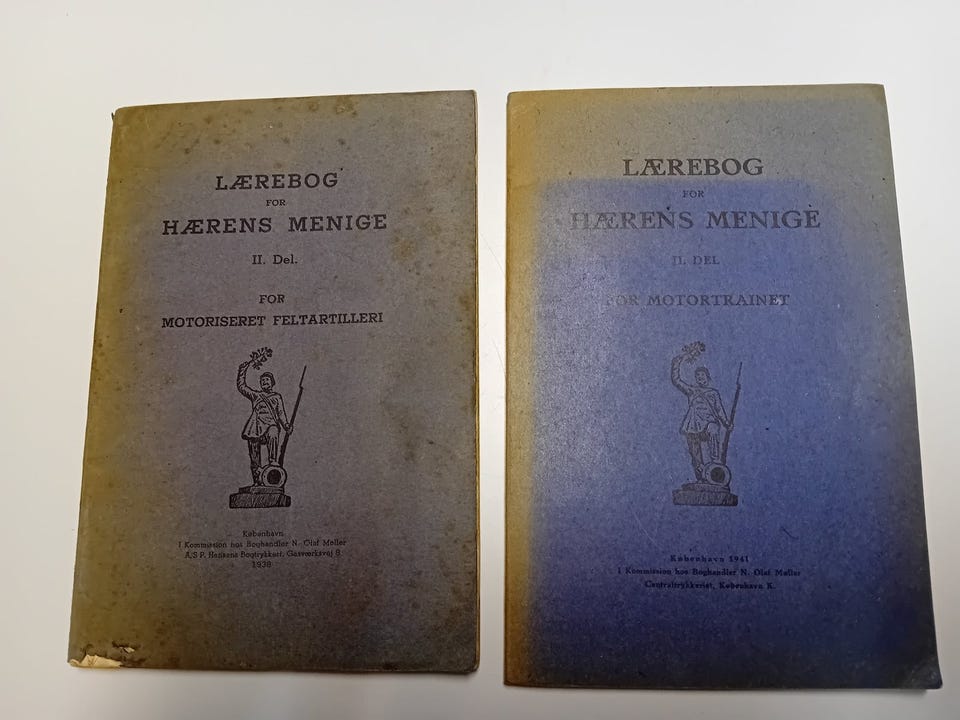 LÆREBOG
FOR
HÆRENS MENIGE
II. Del.
FOR
MOTORISERET FELTARTILLERI
København
I Kommission hos Boghandler N. Olaf Møller
A/S P. Hansens Bogtrykkeri, Gasværksvej 8
1938
LÆREBOG
FOR
HÆRENS MENIGE
II. DEL
FOR MOTORTRAINET
København 1941
I Kommission hos Boghandler N. Olaf Møller
Centraltrykkeriet, København K.